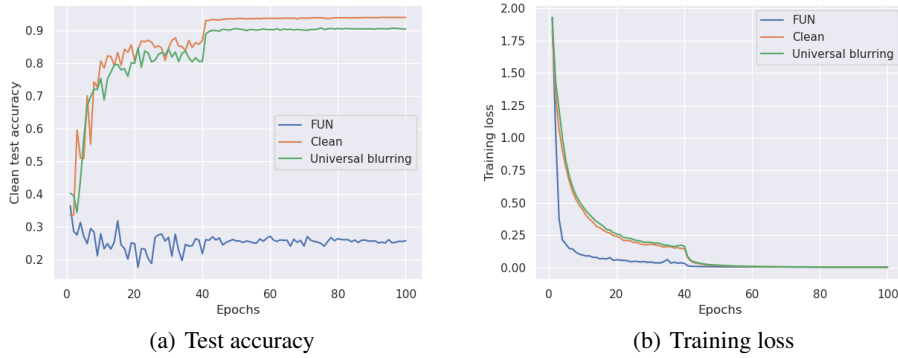 0.9
0.8
0.7
0.6
0.5
0.4
0.3
0.2
Clean test accuracy
FUN
Clean
Universal blurring
0 20 40 60 80 100
Epochs
(a) Test accuracy
2.00
1.75
1.50
1.25
1.00
0.75
0.50
0.25
0.00
Training loss
FUN
Clean
Universal blurring
0 20 40 60 80 100
Epochs
(b) Training loss